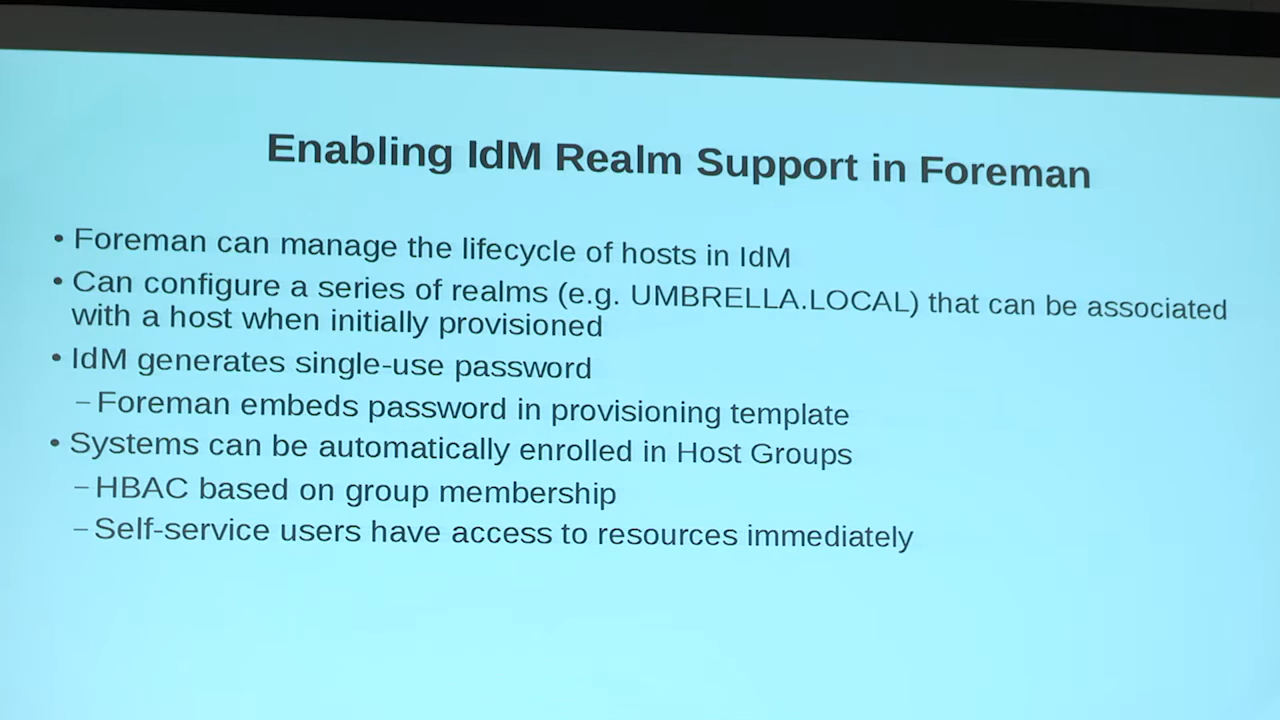 Enabling IdM Realm Support in Foreman
• Foreman can manage the lifecycle of hosts in IdM
• Can configure a series of realms (e.g. UMBRELLA.LOCAL) that can be associated
with a host when initially provisioned
• IdM generates single-use password
– Foreman embeds password in provisioning template
• Systems can be automatically enrolled in Host Groups
– HBAC based on group membership
– Self-service users have access to resources immediately